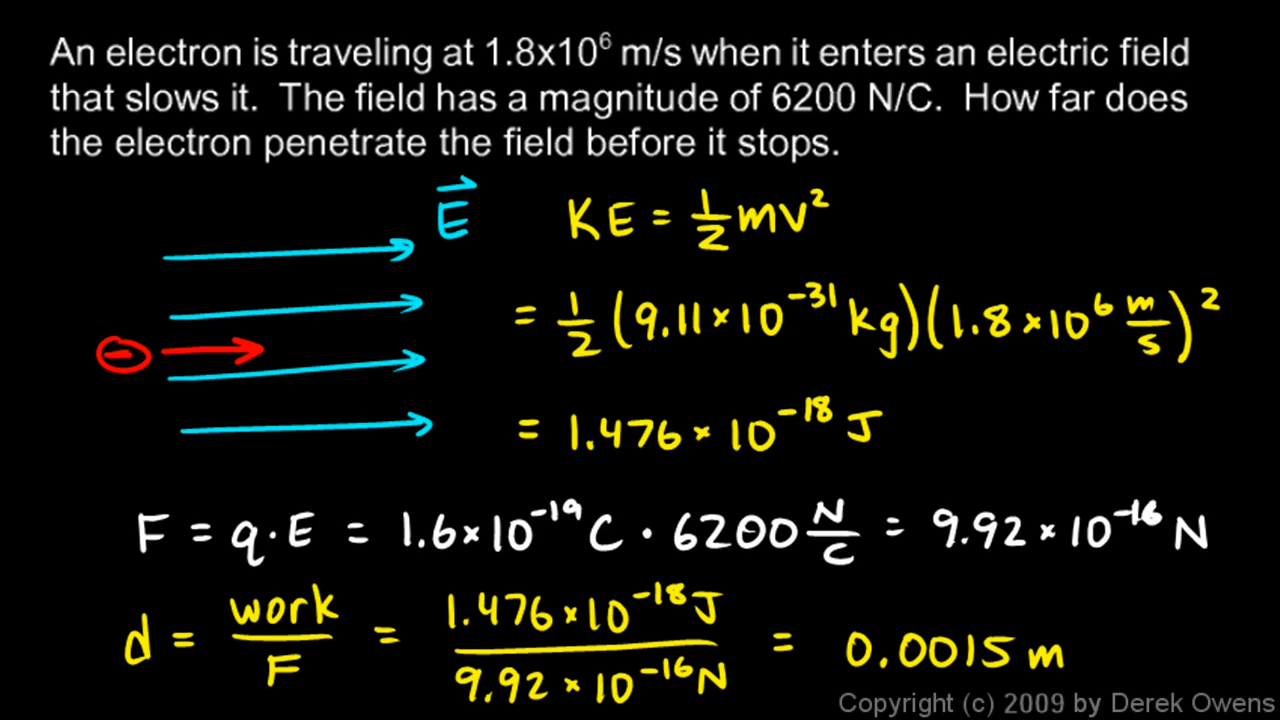 An electron is traveling at 1.8x10⁶ m/s when it enters an electric field
that slows it. The field has a magnitude of 6200 N/C. How far does
the electron penetrate the field before it stops.
E⃗
KE = ½mv²
= ½ (9.11 × 10⁻³¹ kg)(1.8 × 10⁶ m/s)²
−
= 1.476 × 10⁻¹⁸ J
F = q · E = 1.6 × 10⁻¹⁹ C · 6200 N/C = 9.92 × 10⁻¹⁶ N
d = work/F = 1.476 × 10⁻¹⁸ J / 9.92 × 10⁻¹⁶ N = 0.0015 m
Copyright (c) 2009 by Derek Owens